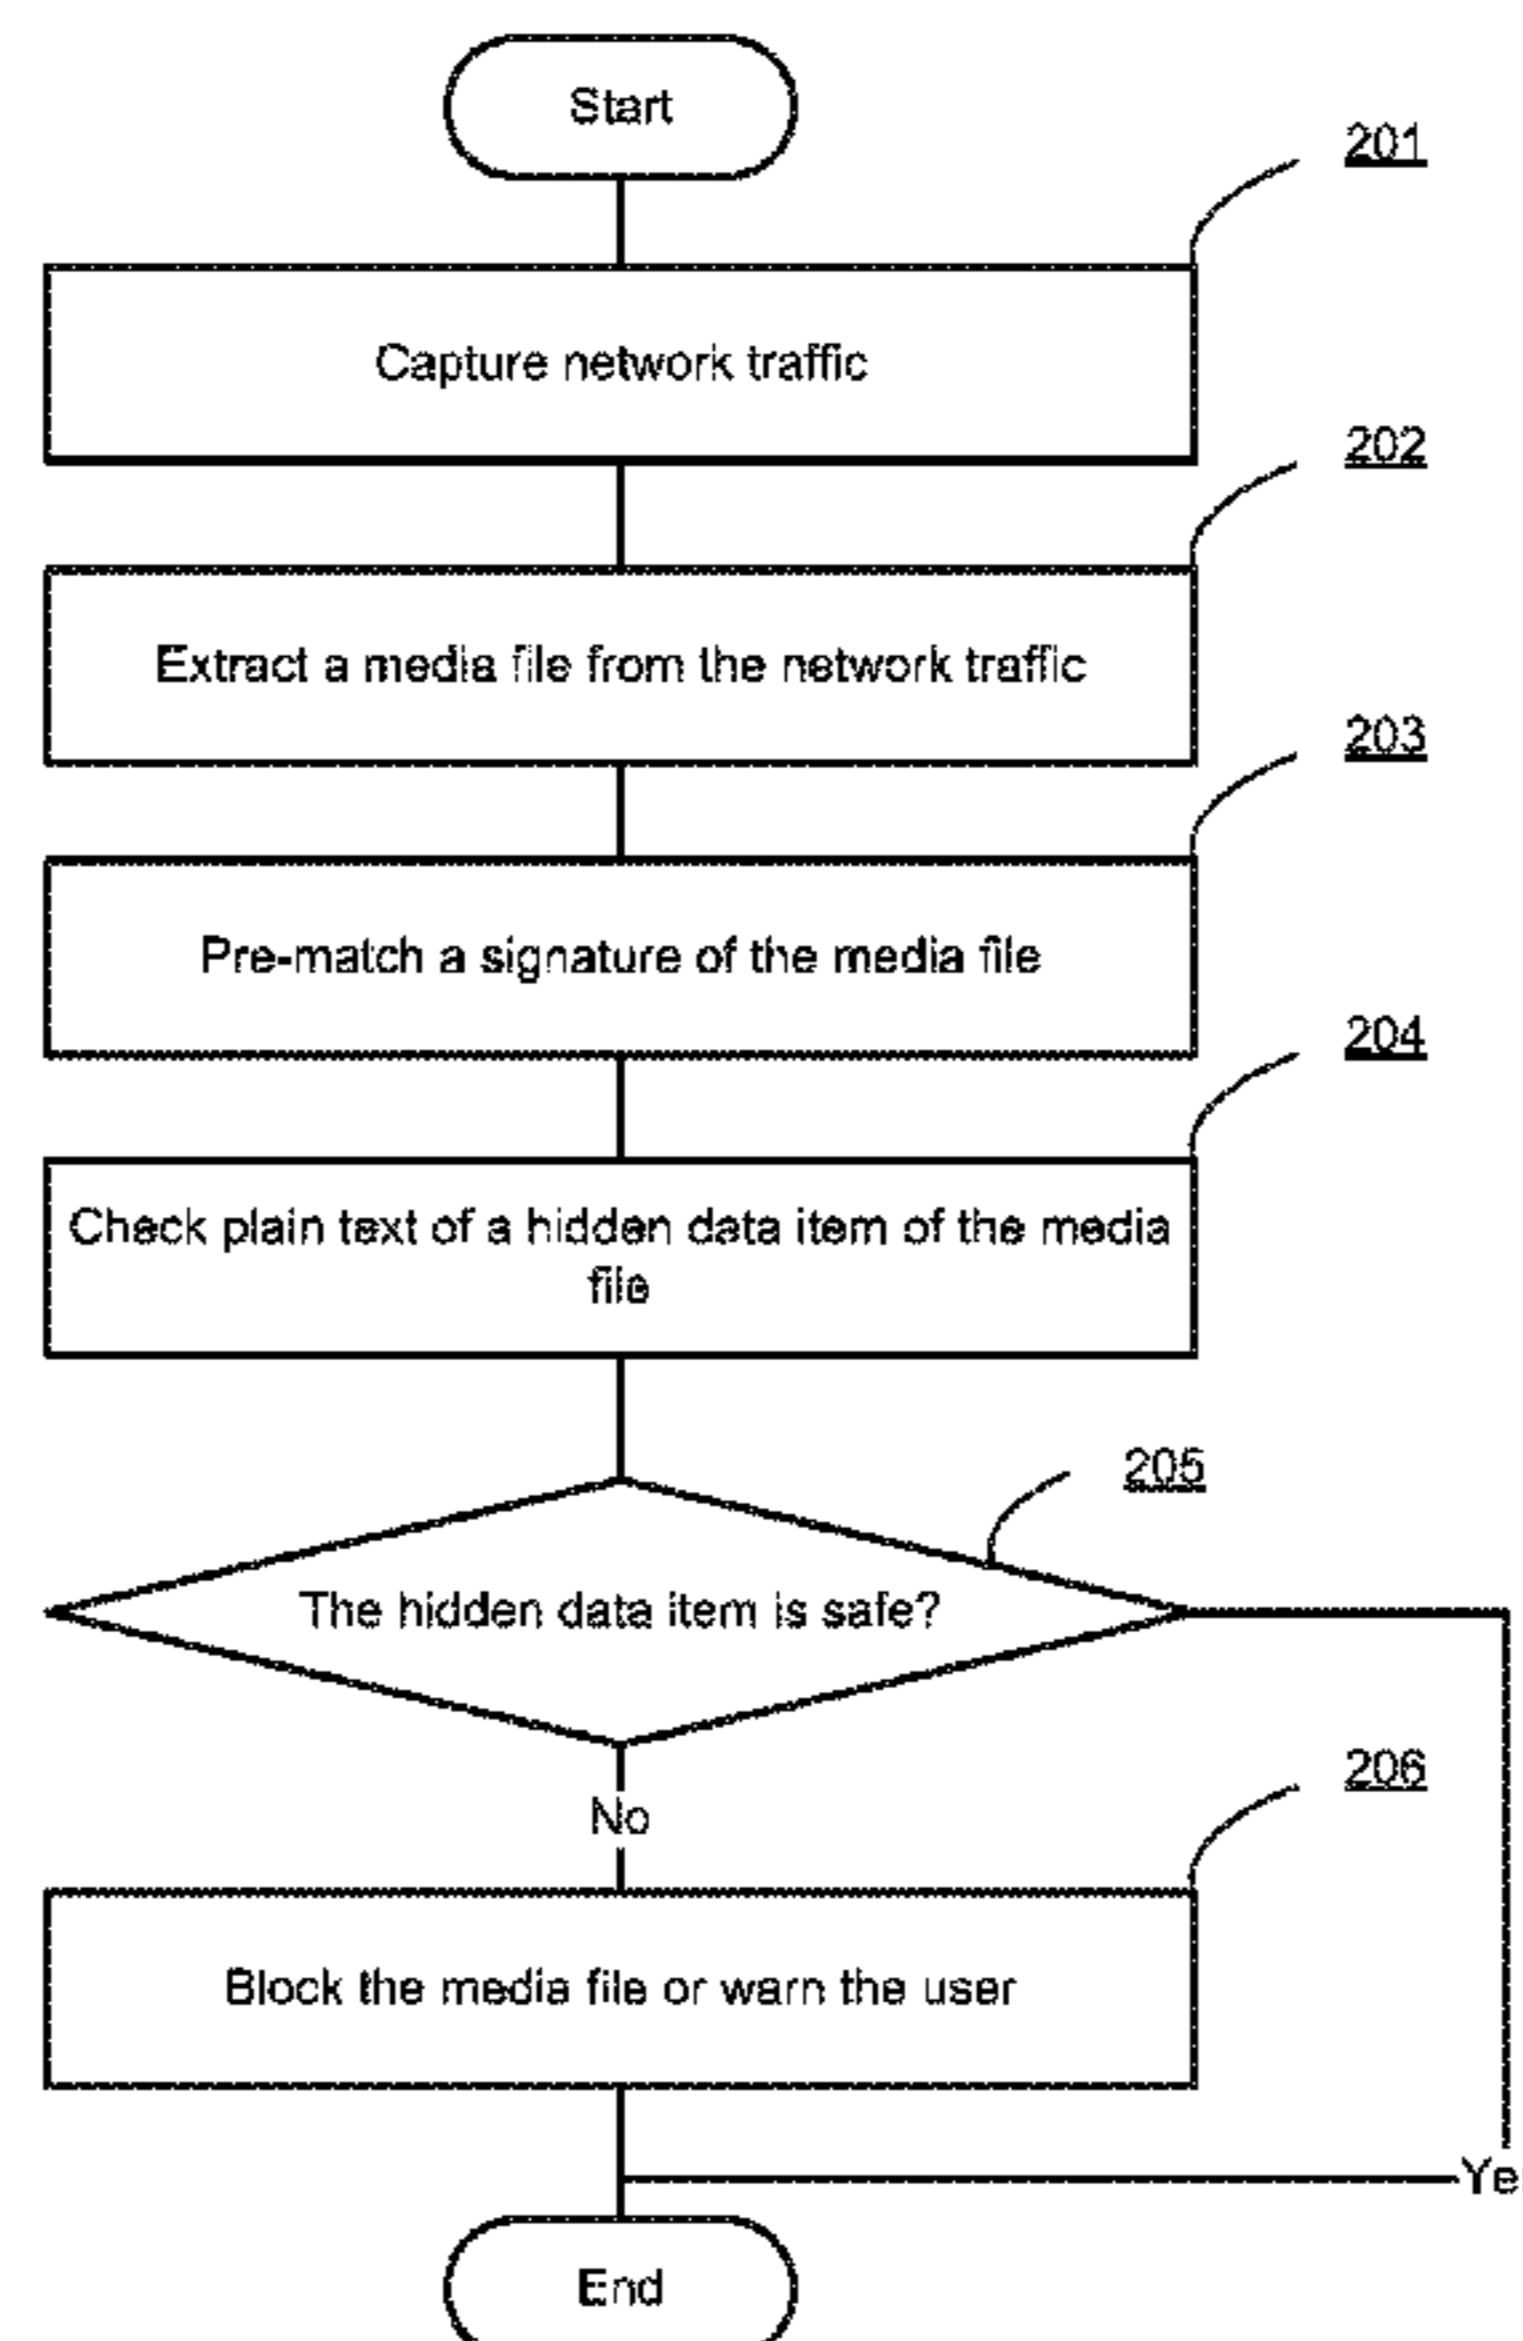 Start
201
Capture network traffic
202
Extract a media file from the network traffic
203
Pre-match a signature of the media file
204
Check plain text of a hidden data item of the media
file
205
The hidden data item is safe?
No
206
Block the media file or warn the user
End